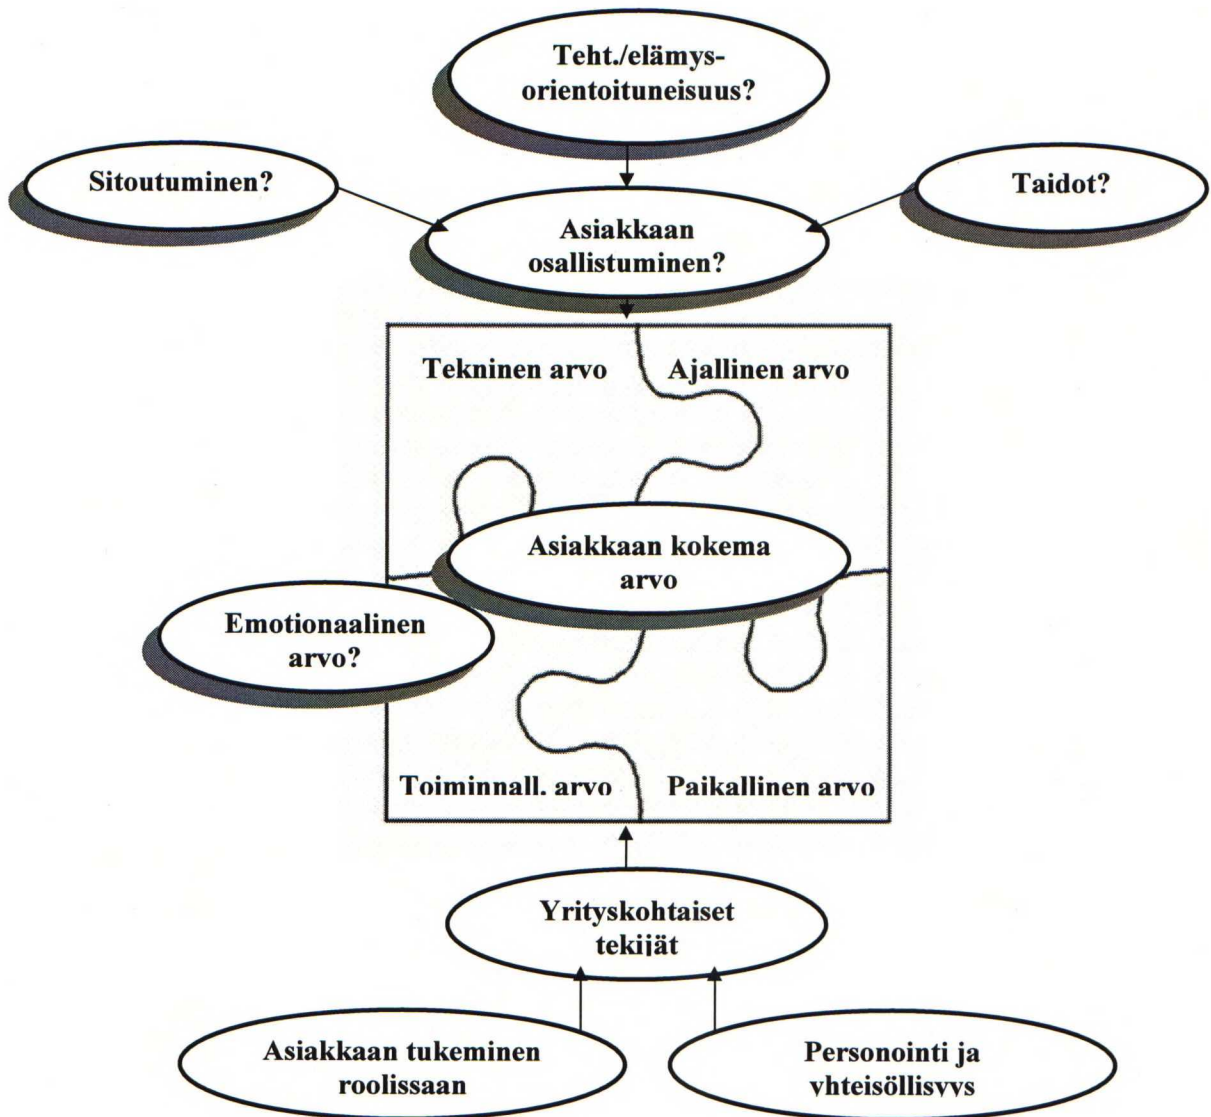 Teht./elämys-
orientoituneisuus?
Sitoutuminen?
Taidot?
Asiakkaan
osallistuminen?
Tekninen arvo
Ajallinen arvo
Asiakkaan kokema
arvo
Emotionaalinen
arvo?
Toiminnall. arvo
Paikallinen arvo
Yrityskohtaiset
tekijät
Asiakkaan tukeminen
roolissaan
Personointi ja
yhteisöllisyys